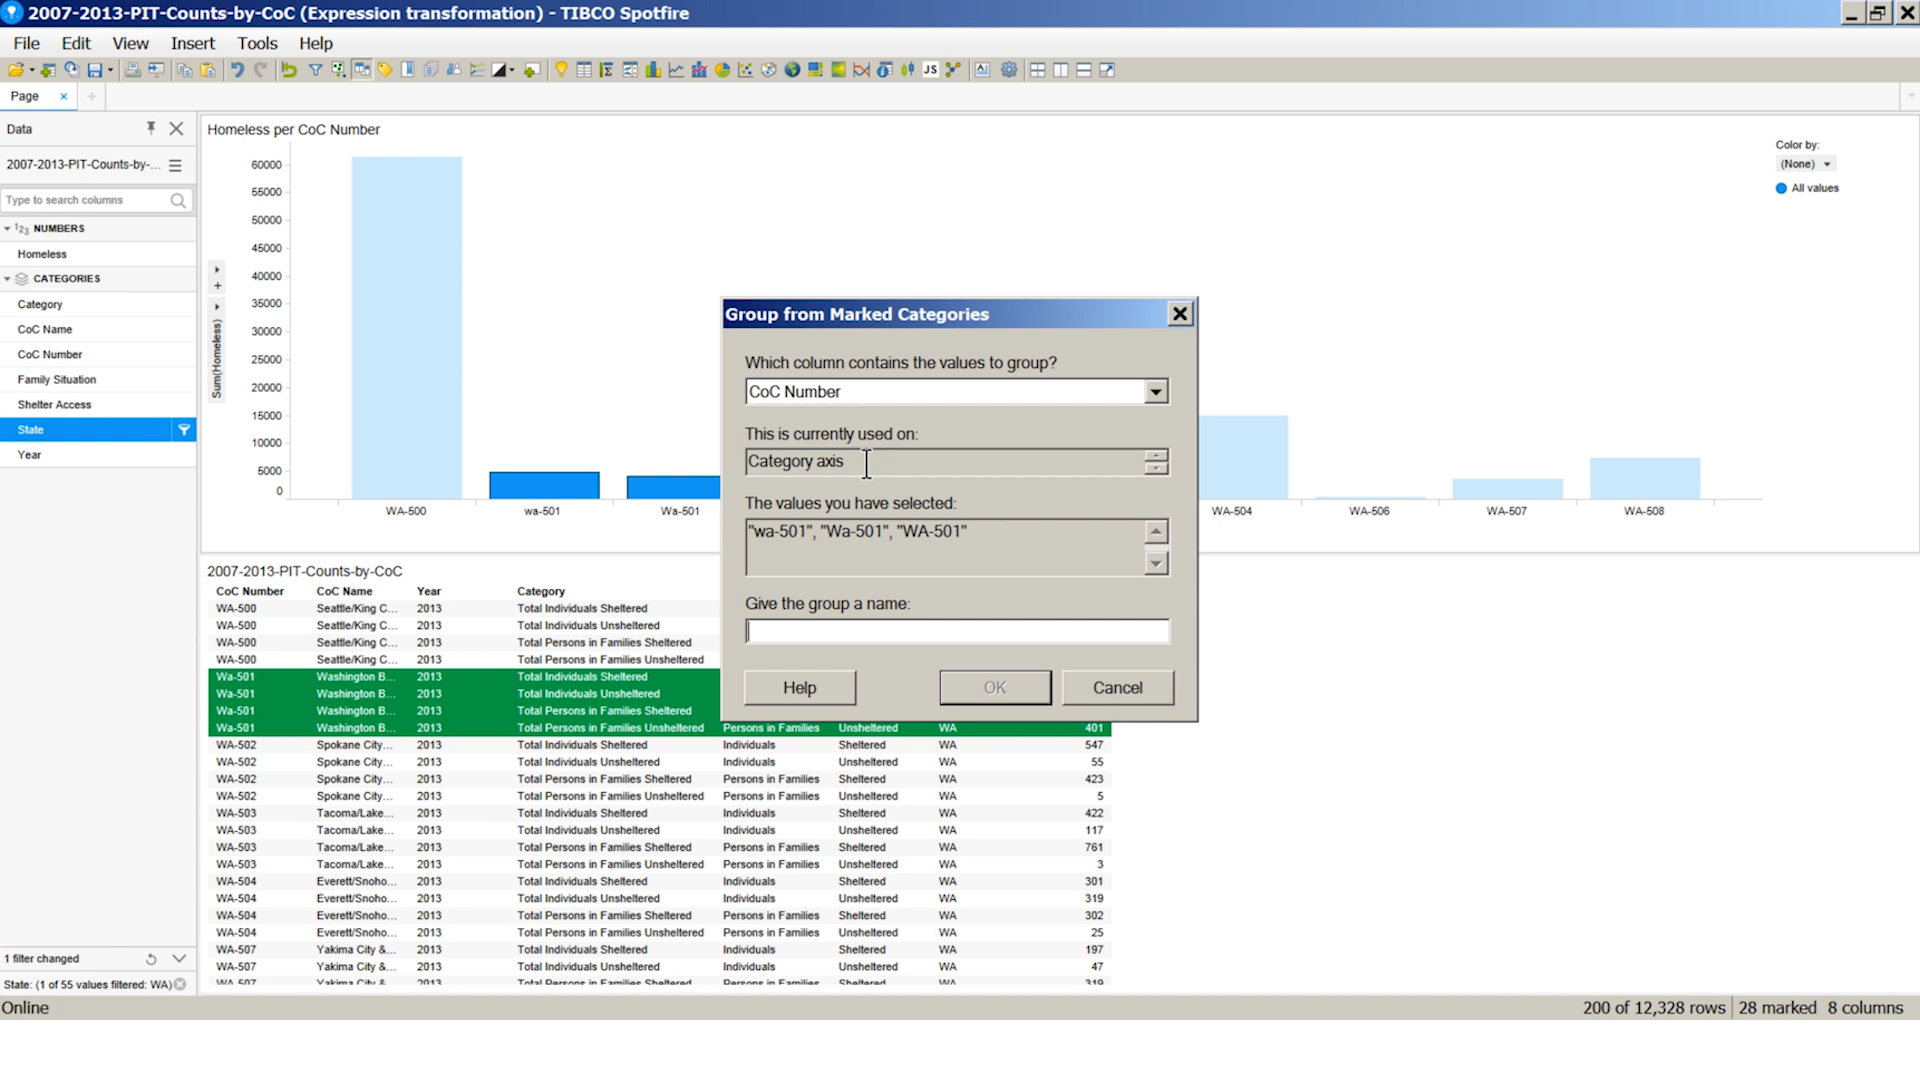 2007-2013-PIT-Counts-by-CoC (Expression transformation) - TIBCO Spotfire
File Edit View Insert Tools Help
JS
Page
Data
2007-2013-PIT-Counts-by-...
Type to search columns
123 NUMBERS
Homeless
CATEGORIES
Category
CoC Name
CoC Number
Family Situation
Shelter Access
State
Year
1 filter changed
State: (1 of 55 values filtered: WA)
Homeless per CoC Number
60000
55000
50000
45000
40000
35000
30000
25000
20000
15000
10000
5000
0
Sum(Homeless)
WA-500 wa-501 Wa-501 WA-504 WA-506 WA-507 WA-508
Color by:
(None)
All values
Group from Marked Categories
Which column contains the values to group?
CoC Number
This is currently used on:
Category axis
The values you have selected:
"wa-501", "Wa-501", "WA-501"
Give the group a name:
Help OK Cancel
2007-2013-PIT-Counts-by-CoC
CoC Number CoC Name Year Category
WA-500 Seattle/King C... 2013 Total Individuals Sheltered
WA-500 Seattle/King C... 2013 Total Individuals Unsheltered
WA-500 Seattle/King C... 2013 Total Persons in Families Sheltered
WA-500 Seattle/King C... 2013 Total Persons in Families Unsheltered
Wa-501 Washington B... 2013 Total Individuals Sheltered
Wa-501 Washington B... 2013 Total Individuals Unsheltered
Wa-501 Washington B... 2013 Total Persons in Families Sheltered
Wa-501 Washington B... 2013 Total Persons in Families Unsheltered Persons in Families Unsheltered WA 401
WA-502 Spokane City... 2013 Total Individuals Sheltered Individuals Sheltered WA 547
WA-502 Spokane City... 2013 Total Individuals Unsheltered Individuals Unsheltered WA 55
WA-502 Spokane City... 2013 Total Persons in Families Sheltered Persons in Families Sheltered WA 423
WA-502 Spokane City... 2013 Total Persons in Families Unsheltered Persons in Families Unsheltered WA 5
WA-503 Tacoma/Lake... 2013 Total Individuals Sheltered Individuals Sheltered WA 422
WA-503 Tacoma/Lake... 2013 Total Individuals Unsheltered Individuals Unsheltered WA 117
WA-503 Tacoma/Lake... 2013 Total Persons in Families Sheltered Persons in Families Sheltered WA 761
WA-503 Tacoma/Lake... 2013 Total Persons in Families Unsheltered Persons in Families Unsheltered WA 3
WA-504 Everett/Snoho... 2013 Total Individuals Sheltered Individuals Sheltered WA 301
WA-504 Everett/Snoho... 2013 Total Individuals Unsheltered Individuals Unsheltered WA 319
WA-504 Everett/Snoho... 2013 Total Persons in Families Sheltered Persons in Families Sheltered WA 302
WA-504 Everett/Snoho... 2013 Total Persons in Families Unsheltered Persons in Families Unsheltered WA 25
WA-507 Yakima City &... 2013 Total Individuals Sheltered Individuals Sheltered WA 197
WA-507 Yakima City &... 2013 Total Individuals Unsheltered Individuals Unsheltered WA 47
WA-507 Yakima City & 2013 Total Persons in Families Sheltered Persons in Families Sheltered WA 319
Online 200 of 12,328 rows 28 marked 8 columns